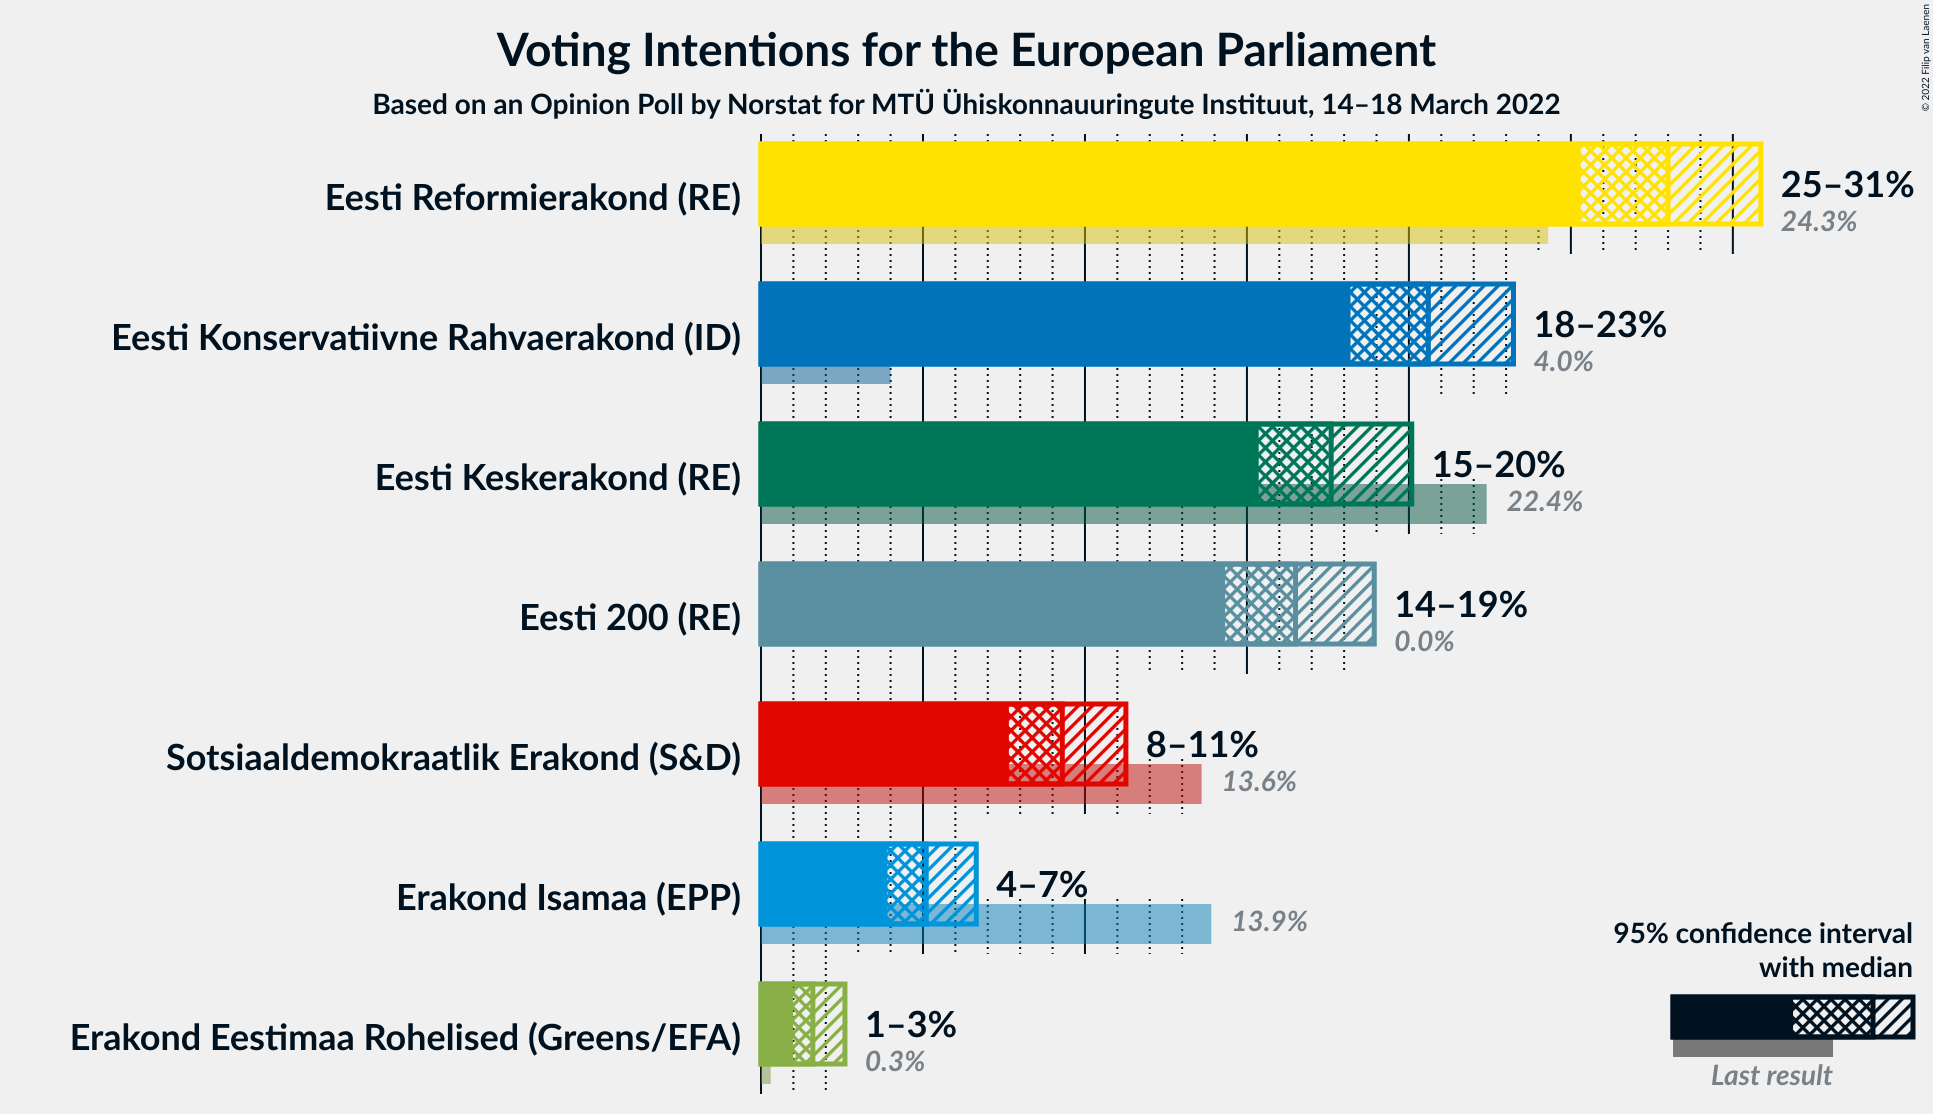 Voting Intentions for the European Parliament
Based on an Opinion Poll by Norstat for MTÜ Ühiskonnauuringute Instituut, 14–18 March 2022
© 2022 Filip van Laenen
Eesti Reformierakond (RE)
25–31%
24.3%
Eesti Konservatiivne Rahvaerakond (ID)
18–23%
4.0%
Eesti Keskerakond (RE)
15–20%
22.4%
Eesti 200 (RE)
14–19%
0.0%
Sotsiaaldemokraatlik Erakond (S&D)
8–11%
13.6%
Erakond Isamaa (EPP)
4–7%
13.9%
Erakond Eestimaa Rohelised (Greens/EFA)
1–3%
0.3%
95% confidence interval
with median
Last result